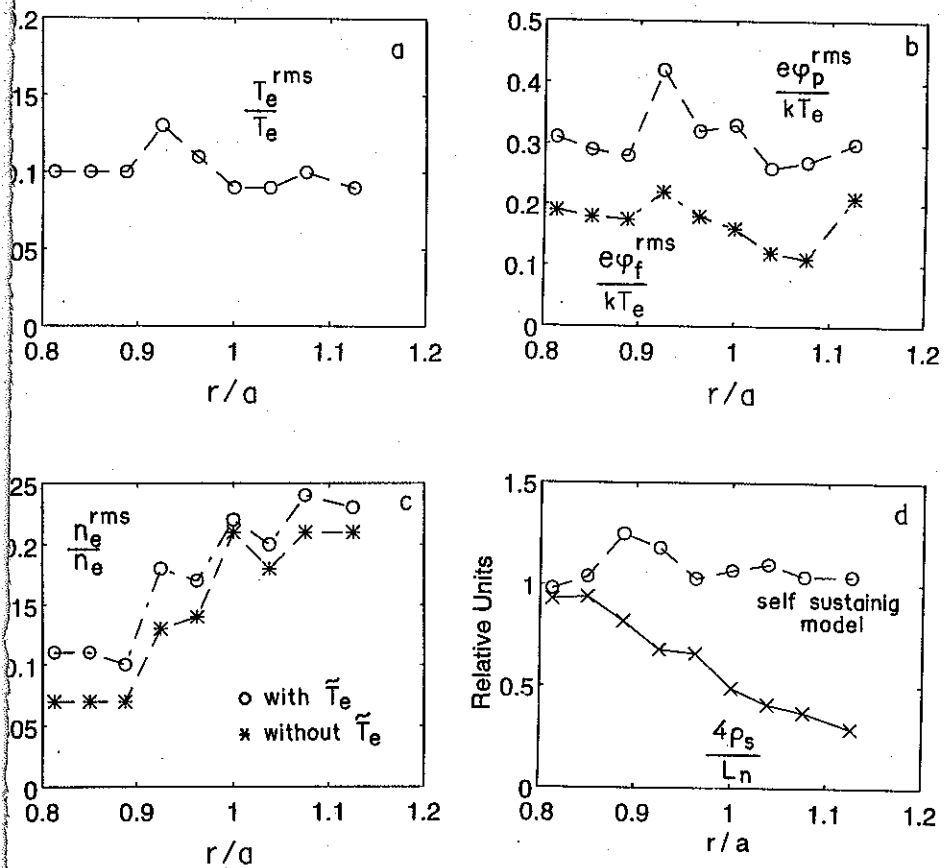 0.2
15
0.1
05
0
0.8 0.9 1 1.1 1.2
r/a
a
T_e^rms
T_e
0.5
0.4
0.3
0.2
0.1
0
0.8 0.9 1 1.1 1.2
r/a
b
eφ_p^rms
kT_e
eφ_f^rms
kT_e
25
0.2
15
0.1
05
0
0.8 0.9 1 1.1 1.2
r/a
c
n_e^rms
n_e
o with T̃_e
* without T̃_e
1.5
1
0.5
0
Relative Units
0.8 0.9 1 1.1 1.2
r/a
d
self sustainig
model
4ρ_s
L_n